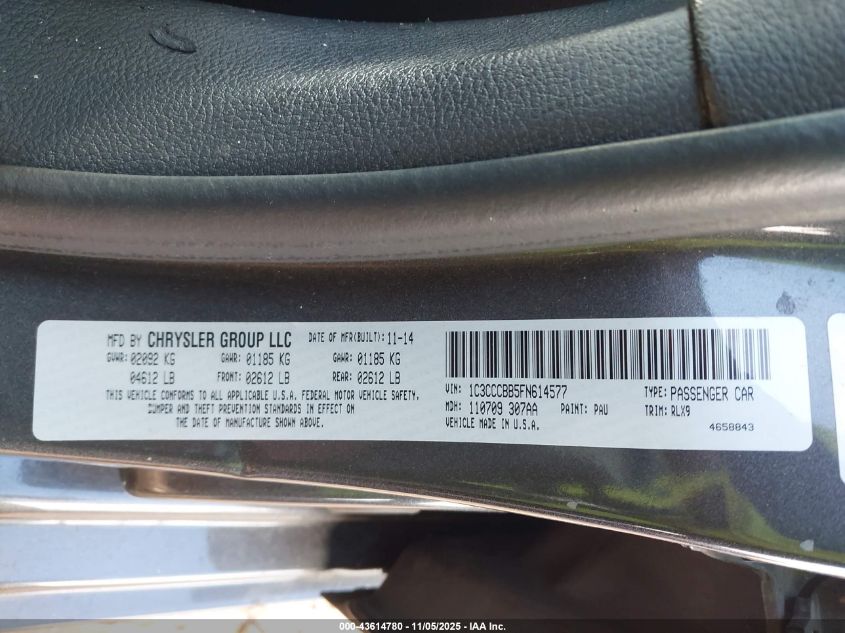 MFD BY CHRYSLER GROUP LLC DATE OF MFR(BUILT): 11-14
GVWR: 02092 KG GAWR: 01185 KG GAWR: 01185 KG
04612 LB FRONT: 02612 LB REAR: 02612 LB
THIS VEHICLE CONFORMS TO ALL APPLICABLE U.S.A. FEDERAL MOTOR VEHICLE SAFETY,
BUMPER AND THEFT PREVENTION STANDARDS IN EFFECT ON
THE DATE OF MANUFACTURE SHOWN ABOVE.
VIN: 1C3CCCBB5FN614577 TYPE: PASSENGER CAR
MDH: 110709 307AA PAINT: PAU TRIM: RLX9
VEHICLE MADE IN U.S.A. 4658843
000-43614780 - 11/05/2025 - IAA Inc.